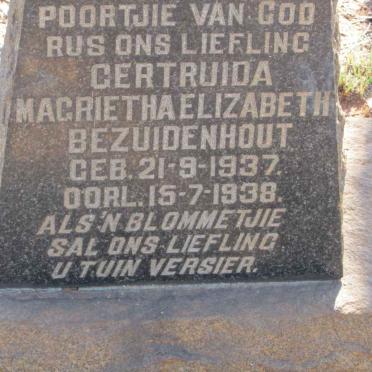 POORTJIE VAN GOD
RUS ONS LIEFLING
GERTRUIDA
MAGRIETHA ELIZABETH
BEZUIDENHOUT
GEB. 21-9-1937.
OORL. 15-7-1938.
ALS 'N BLOMMETJIE
SAL ONS LIEFLING
U TUIN VERSIER.